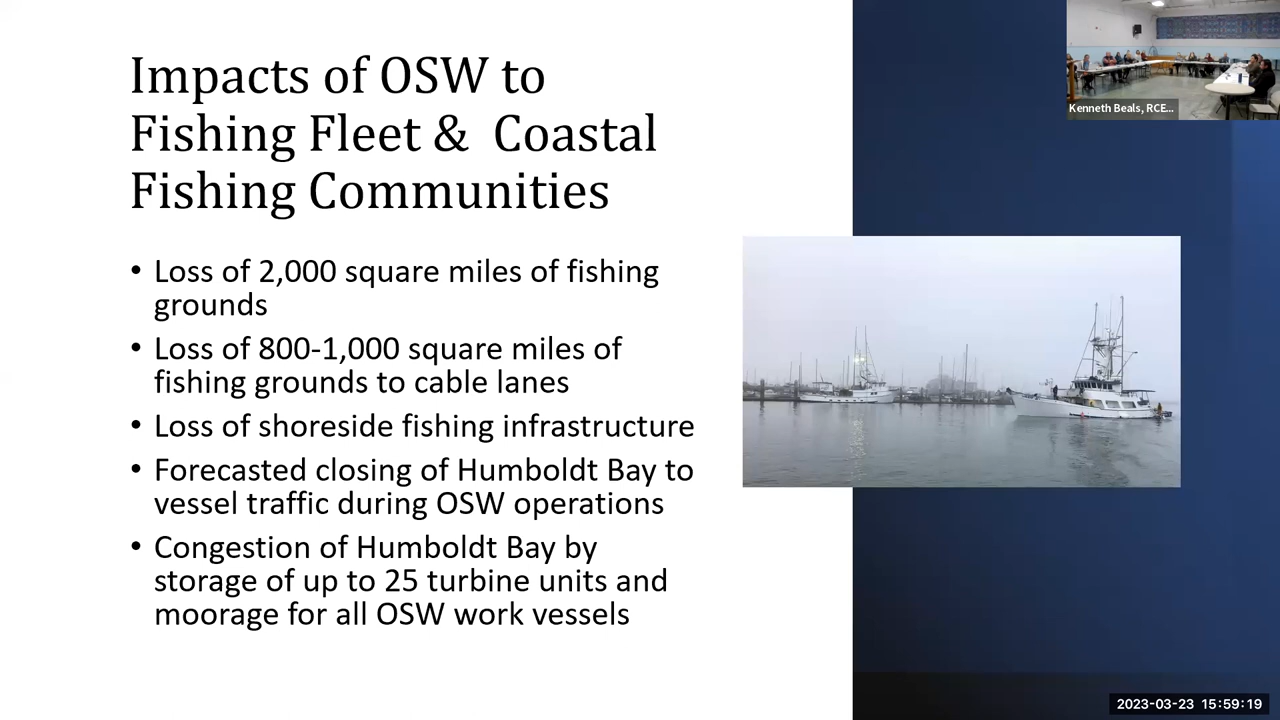 Impacts of OSW to
Fishing Fleet & Coastal
Fishing Communities
• Loss of 2,000 square miles of fishing
grounds
• Loss of 800-1,000 square miles of
fishing grounds to cable lanes
• Loss of shoreside fishing infrastructure
• Forecasted closing of Humboldt Bay to
vessel traffic during OSW operations
• Congestion of Humboldt Bay by
storage of up to 25 turbine units and
moorage for all OSW work vessels
Kenneth Beals, RCE...
2023-03-23 15:59:19